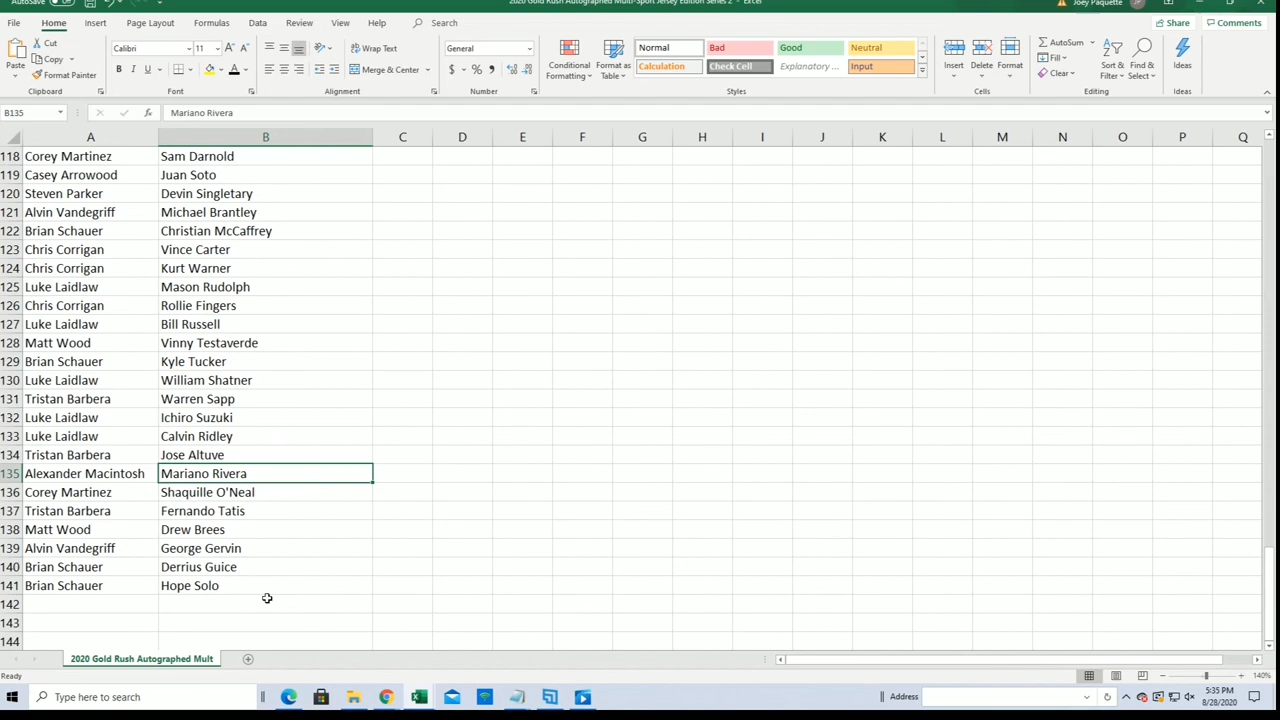 AutoSave
2020 Gold Rush Autographed Multi-Sport Jersey Edition Series 2 - Excel
Joey Paquette
JP
File Home Insert Page Layout Formulas Data Review View Help Search Share Comments
Paste Cut Copy Format Painter
Calibri 11
B I U
Wrap Text
Merge & Center
General
$ % ,
Conditional Formatting Format as Table
Normal Bad Good Neutral
Calculation Check Cell Explanatory ... Input
Insert Delete Format
AutoSum
Fill
Clear
Sort & Filter Find & Select Ideas
Clipboard Font Alignment Number Styles Cells Editing Ideas
B135 fx Mariano Rivera
A B C D E F G H I J K L M N O P Q
118 Corey Martinez Sam Darnold
119 Casey Arrowood Juan Soto
120 Steven Parker Devin Singletary
121 Alvin Vandegriff Michael Brantley
122 Brian Schauer Christian McCaffrey
123 Chris Corrigan Vince Carter
124 Chris Corrigan Kurt Warner
125 Luke Laidlaw Mason Rudolph
126 Chris Corrigan Rollie Fingers
127 Luke Laidlaw Bill Russell
128 Matt Wood Vinny Testaverde
129 Brian Schauer Kyle Tucker
130 Luke Laidlaw William Shatner
131 Tristan Barbera Warren Sapp
132 Luke Laidlaw Ichiro Suzuki
133 Luke Laidlaw Calvin Ridley
134 Tristan Barbera Jose Altuve
135 Alexander Macintosh Mariano Rivera
136 Corey Martinez Shaquille O'Neal
137 Tristan Barbera Fernando Tatis
138 Matt Wood Drew Brees
139 Alvin Vandegriff George Gervin
140 Brian Schauer Derrius Guice
141 Brian Schauer Hope Solo
142
143
144
2020 Gold Rush Autographed Mult
Ready 140%
Type here to search Address 5:35 PM
8/28/2020